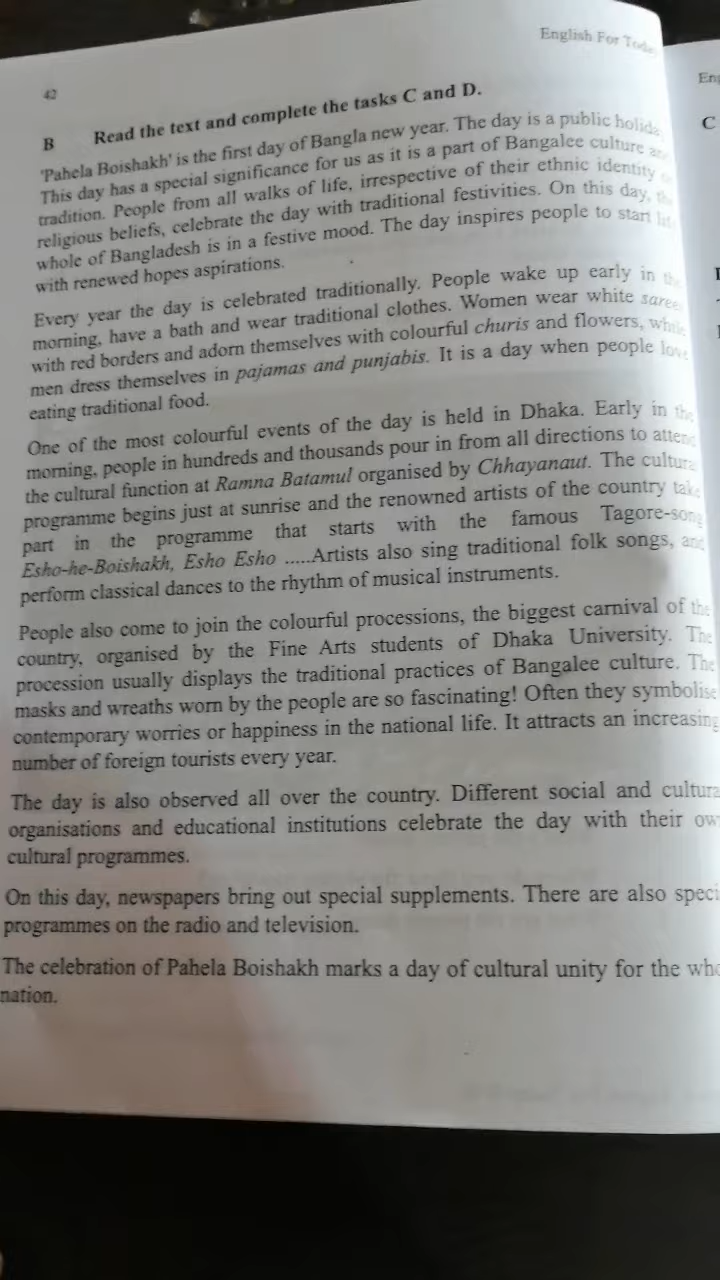 English For Today
42
B Read the text and complete the tasks C and D.
'Pahela Boishakh' is the first day of Bangla new year. The day is a public holida
This day has a special significance for us as it is a part of Bangalee culture an
tradition. People from all walks of life, irrespective of their ethnic identity
religious beliefs, celebrate the day with traditional festivities. On this day, th
whole of Bangladesh is in a festive mood. The day inspires people to start life
with renewed hopes aspirations.
Every year the day is celebrated traditionally. People wake up early in the
morning, have a bath and wear traditional clothes. Women wear white saree
with red borders and adorn themselves with colourful churis and flowers, while
men dress themselves in pajamas and punjabis. It is a day when people love
eating traditional food.
One of the most colourful events of the day is held in Dhaka. Early in the
morning, people in hundreds and thousands pour in from all directions to atten
the cultural function at Ramna Batamul organised by Chhayanaut. The cultura
programme begins just at sunrise and the renowned artists of the country take
part in the programme that starts with the famous Tagore-song
Esho-he-Boishakh, Esho Esho .....Artists also sing traditional folk songs, and
perform classical dances to the rhythm of musical instruments.
People also come to join the colourful processions, the biggest carnival of the
country, organised by the Fine Arts students of Dhaka University. The
procession usually displays the traditional practices of Bangalee culture. The
masks and wreaths worn by the people are so fascinating! Often they symbolise
contemporary worries or happiness in the national life. It attracts an increasing
number of foreign tourists every year.
The day is also observed all over the country. Different social and cultura
organisations and educational institutions celebrate the day with their ow
cultural programmes.
On this day, newspapers bring out special supplements. There are also speci
programmes on the radio and television.
The celebration of Pahela Boishakh marks a day of cultural unity for the who
nation.
Eng
C